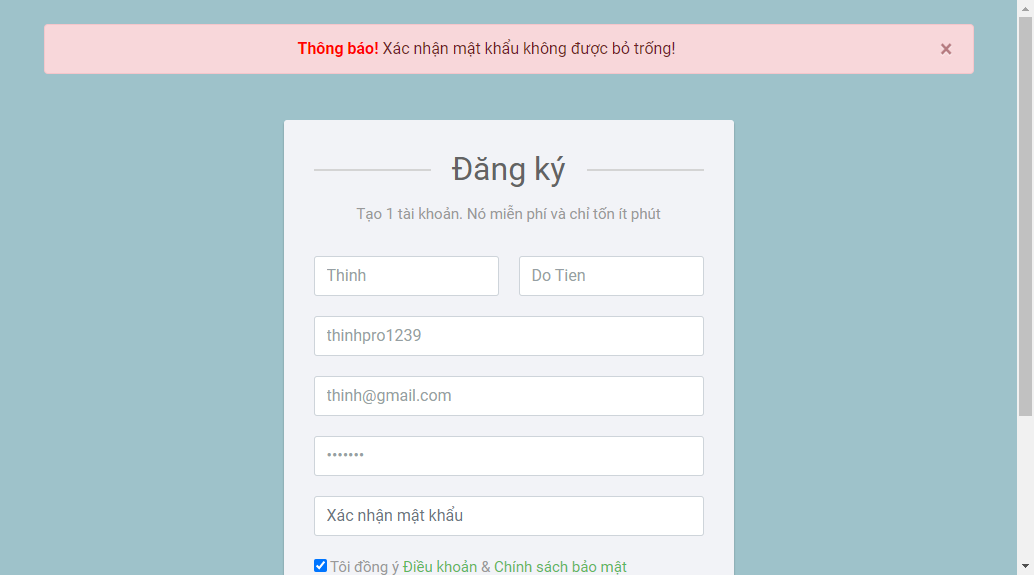 Thông báo! Xác nhận mật khẩu không được bỏ trống! ×
Đăng ký
Tạo 1 tài khoản. Nó miễn phí và chỉ tốn ít phút
Thinh Do Tien
thinhpro1239
thinh@gmail.com
•••••••
Xác nhận mật khẩu
Tôi đồng ý Điều khoản & Chính sách bảo mật